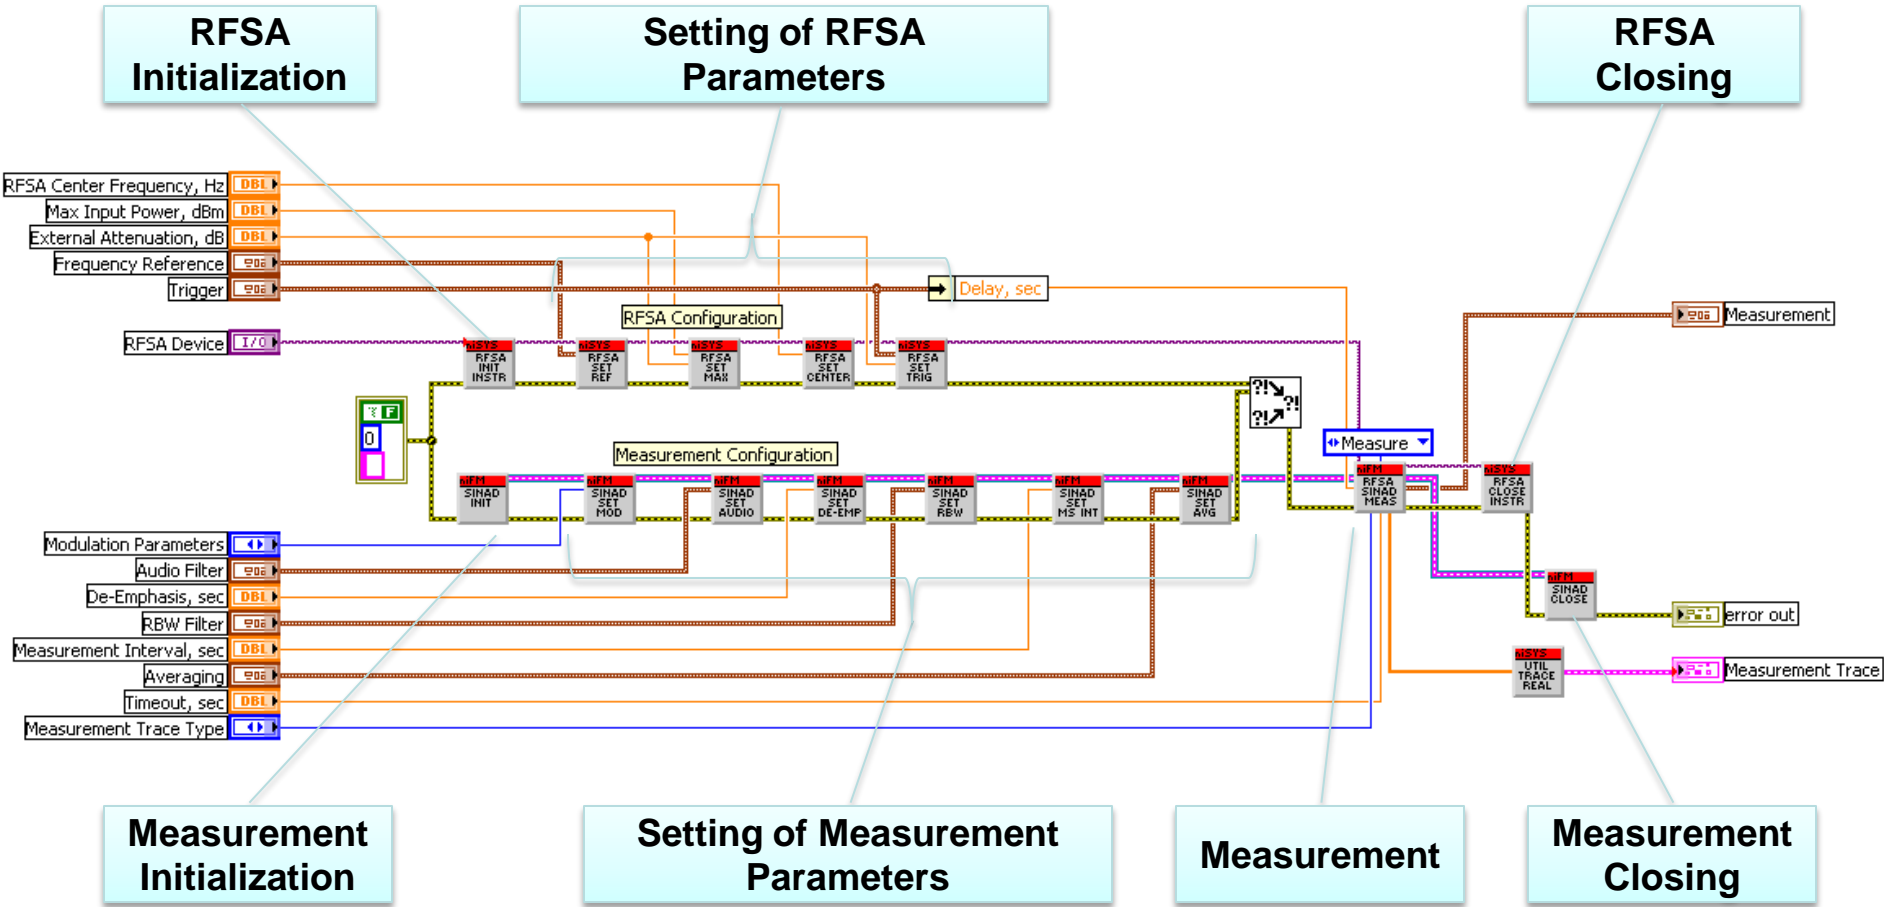 RFSA
Initialization
Setting of RFSA
Parameters
RFSA
Closing
RFSA Center Frequency, Hz
DBL
Max Input Power, dBm
DBL
External Attenuation, dB
DBL
Frequency Reference
Trigger
Delay, sec
RFSA Configuration
Measurement
RFSA Device
I/O
niSYS
RFSA
INIT
INSTR
niSYS
RFSA
SET
REF
niSYS
RFSA
SET
MAX
niSYS
RFSA
SET
CENTER
niSYS
RFSA
SET
TRIG
F
0
?!
?!
?!
Measure
Measurement Configuration
niFM
SINAD
INIT
niFM
SINAD
SET
MOD
niFM
SINAD
SET
AUDIO
niFM
SINAD
SET
DE-EMP
niFM
SINAD
SET
RBW
niFM
SINAD
SET
MS INT
niFM
SINAD
SET
AVG
niFM
RFSA
SINAD
MEAS
niSYS
RFSA
CLOSE
INSTR
Modulation Parameters
Audio Filter
De-Emphasis, sec
DBL
RBW Filter
Measurement Interval, sec
DBL
Averaging
Timeout, sec
DBL
Measurement Trace Type
niFM
SINAD
CLOSE
error out
niSYS
UTIL
TRACE
REAL
Measurement Trace
Measurement
Initialization
Setting of Measurement
Parameters
Measurement
Measurement
Closing